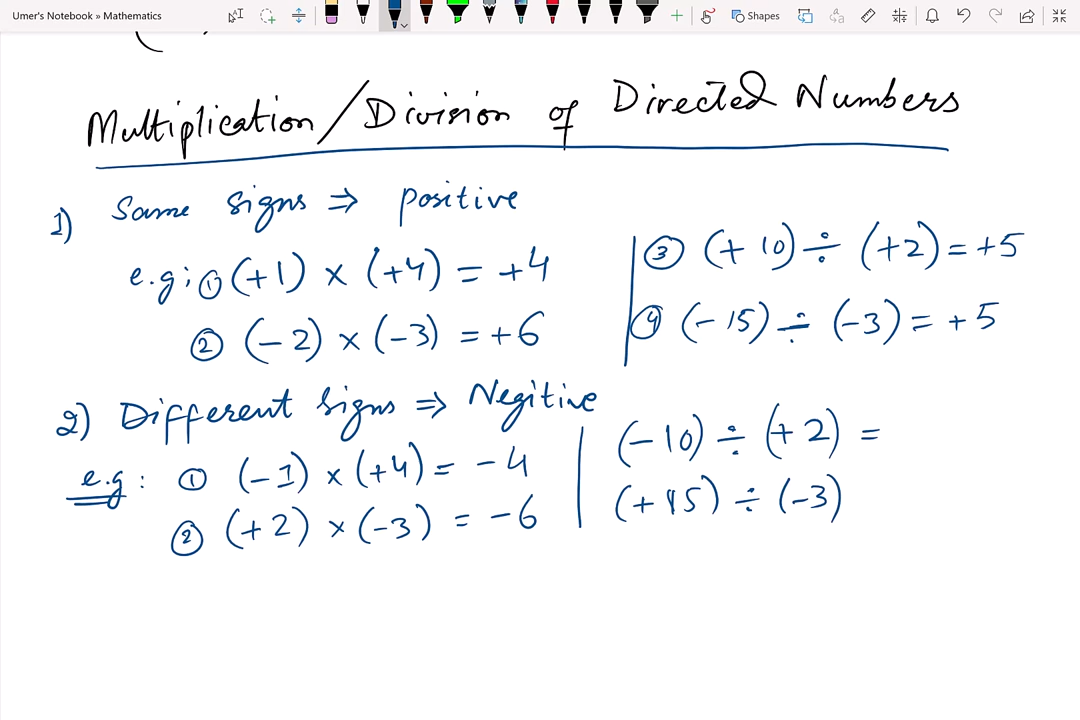 Umer's Notebook » Mathematics
Shapes
Multiplication/Division of Directed Numbers
1) Same signs ⇒ positive
e.g; ① (+1) × (+4) = +4
② (-2) × (-3) = +6
③ (+10) ÷ (+2) = +5
④ (-15) ÷ (-3) = +5
2) Different signs ⇒ Negitive
e.g : ① (-1) × (+4) = -4
② (+2) × (-3) = -6
(-10) ÷ (+2) =
(+15) ÷ (-3)